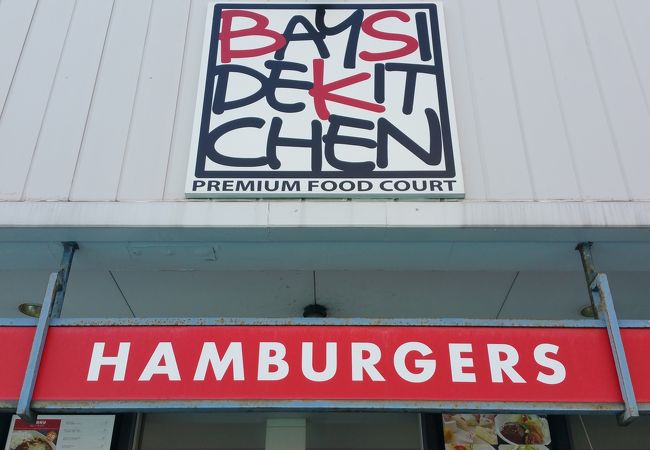 BAYSI
DEKIT
CHEN
PREMIUM FOOD COURT
HAMBURGERS